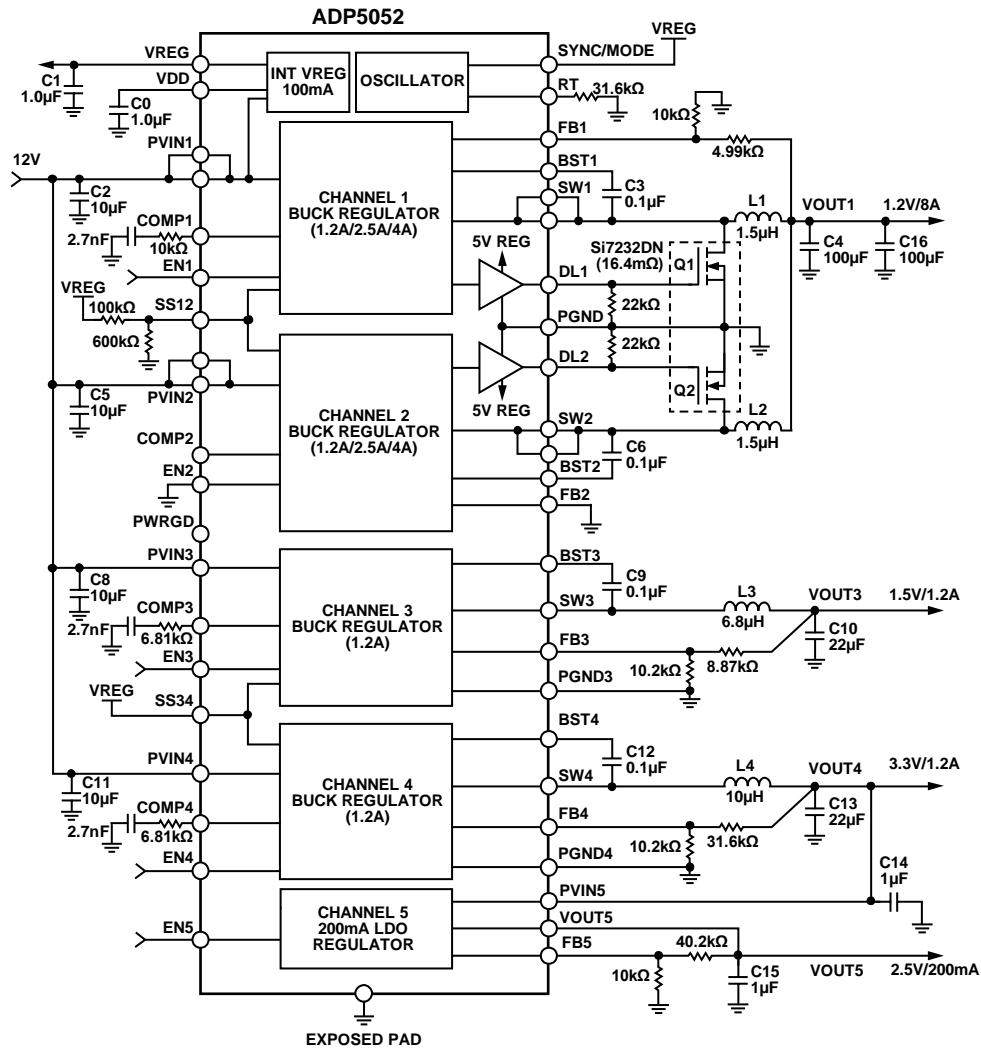 ADP5052
VREG
C1
1.0µF
VDD
C0
1.0µF
INT VREG
100mA
OSCILLATOR
SYNC/MODE
VREG
RT
31.6kΩ
10kΩ
FB1
4.99kΩ
PVIN1
12V
C2
10µF
COMP1
2.7nF
10kΩ
EN1
CHANNEL 1
BUCK REGULATOR
(1.2A/2.5A/4A)
BST1
C3
0.1µF
SW1
L1
1.5µH
VOUT1
1.2V/8A
C4
100µF
C16
100µF
5V REG
Si7232DN
(16.4mΩ)
Q1
DL1
22kΩ
PGND
22kΩ
DL2
Q2
5V REG
VREG
100kΩ
SS12
600kΩ
PVIN2
C5
10µF
COMP2
EN2
CHANNEL 2
BUCK REGULATOR
(1.2A/2.5A/4A)
SW2
L2
1.5µH
C6
0.1µF
BST2
FB2
PWRGD
PVIN3
C8
10µF
COMP3
2.7nF
6.81kΩ
EN3
CHANNEL 3
BUCK REGULATOR
(1.2A)
BST3
C9
0.1µF
SW3
L3
6.8µH
VOUT3
1.5V/1.2A
C10
22µF
FB3
10.2kΩ
8.87kΩ
PGND3
VREG
SS34
PVIN4
C11
10µF
COMP4
2.7nF
6.81kΩ
EN4
CHANNEL 4
BUCK REGULATOR
(1.2A)
BST4
C12
0.1µF
SW4
L4
10µH
VOUT4
3.3V/1.2A
C13
22µF
FB4
10.2kΩ
31.6kΩ
PGND4
C14
1µF
PVIN5
EN5
CHANNEL 5
200mA LDO
REGULATOR
VOUT5
FB5
40.2kΩ
10kΩ
C15
1µF
VOUT5
2.5V/200mA
EXPOSED PAD